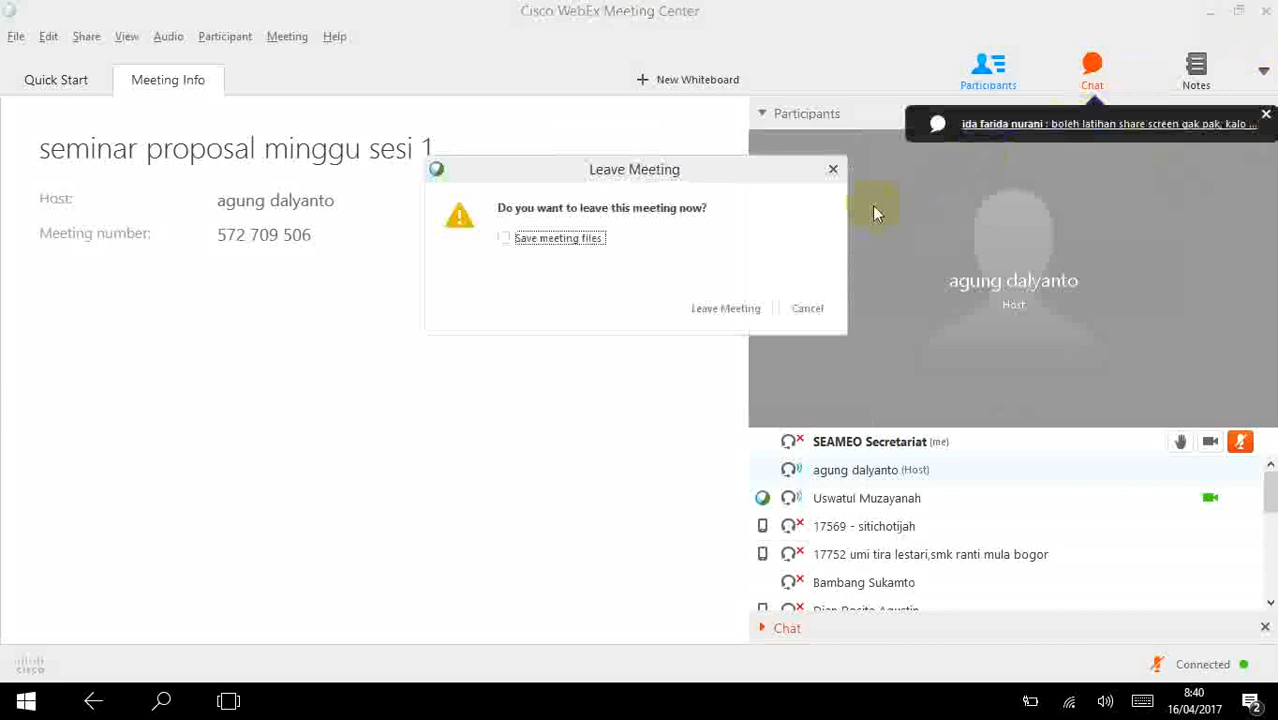 Cisco WebEx Meeting Center
File Edit Share View Audio Participant Meeting Help
Quick Start Meeting Info New Whiteboard
Participants Chat Notes
Participants
ida farida nurani : boleh latihan share screen gak pak, kalo ...
seminar proposal minggu sesi 1
Host: agung dalyanto
Meeting number: 572 709 506
Leave Meeting
Do you want to leave this meeting now?
Save meeting files
Leave Meeting Cancel
agung dalyanto
Host
SEAMEO Secretariat (me)
agung dalyanto (Host)
Uswatul Muzayanah
17569 - sitichotijah
17752 umi tira lestari,smk ranti mula bogor
Bambang Sukamto
Chat
cisco
Connected
8:40
16/04/2017
2